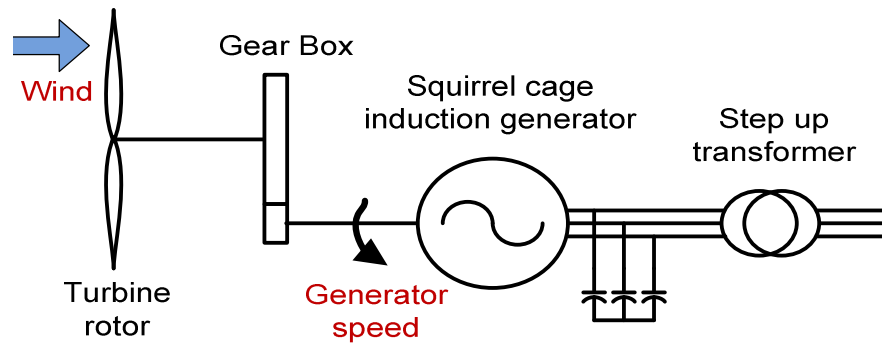 Wind
Gear Box
Squirrel cage
induction generator
Step up
transformer
Turbine
rotor
Generator
speed